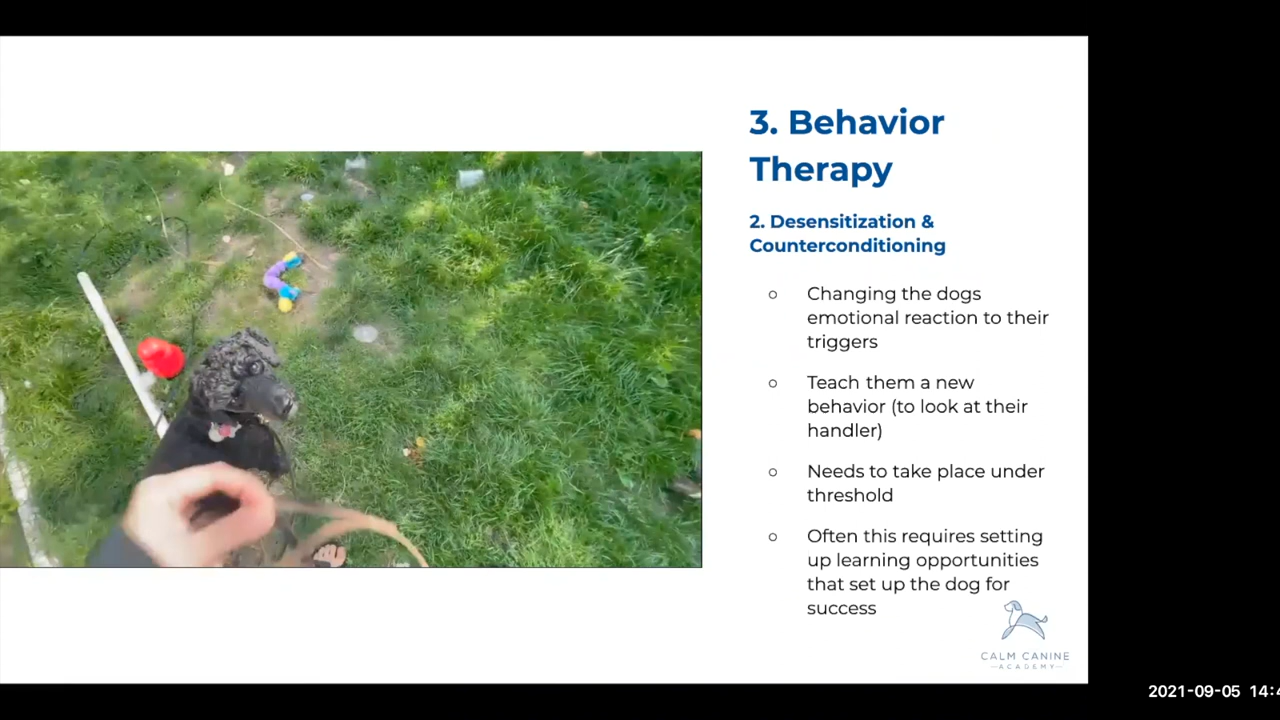 3. Behavior
Therapy
2. Desensitization &
Counterconditioning
○ Changing the dogs
emotional reaction to their
triggers
○ Teach them a new
behavior (to look at their
handler)
○ Needs to take place under
threshold
○ Often this requires setting
up learning opportunities
that set up the dog for
success
CALM CANINE
—ACADEMY—
2021-09-05 14:4